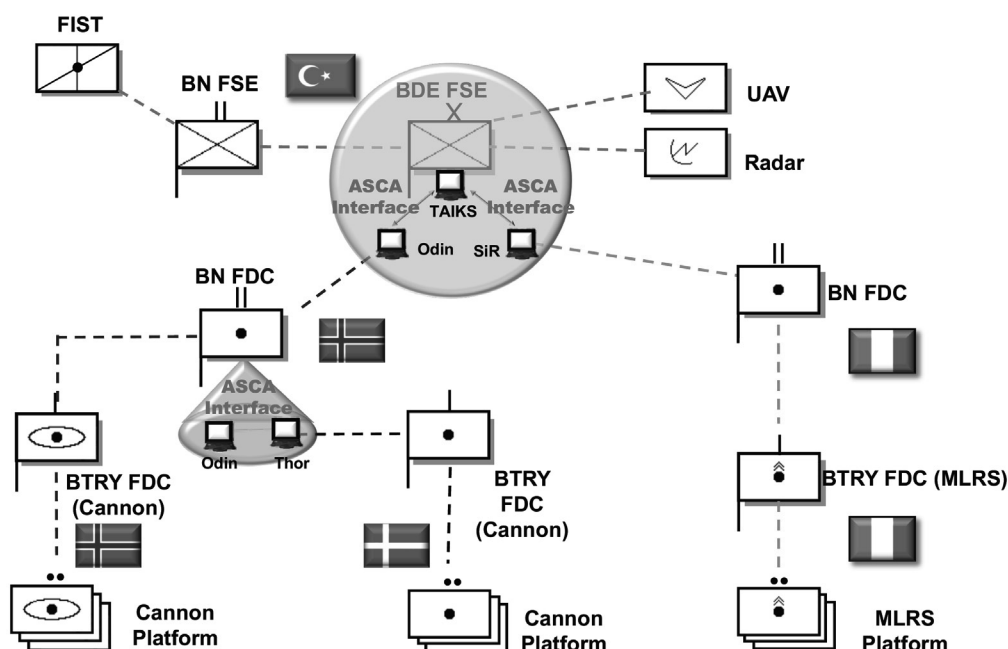 FIST
BN FSE
BDE FSE
UAV
Radar
ASCA
Interface
ASCA
Interface
TAIKS
Odin
SiR
BN FDC
BN FDC
ASCA
Interface
Odin
Thor
BTRY FDC
(Cannon)
BTRY
FDC
(Cannon)
BTRY FDC (MLRS)
Cannon
Platform
Cannon
Platform
MLRS
Platform